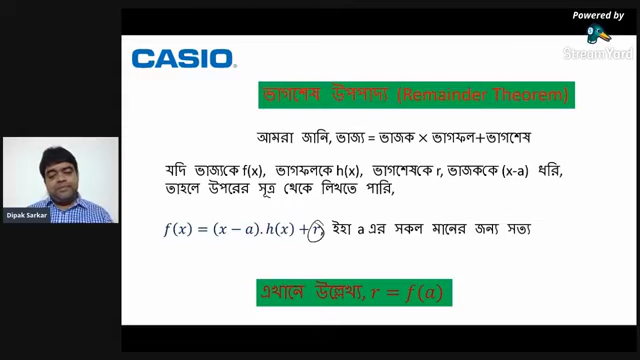 Powered by
StreamYard
CASIO
ভাগশেষ উপপাদ্য (Remainder Theorem)
আমরা জানি, ভাজ্য = ভাজক × ভাগফল+ভাগশেষ
যদি ভাজ্যকে f(x), ভাগফলকে h(x), ভাগশেষকে r, ভাজককে (x-a) ধরি,
তাহলে উপরের সূত্র থেকে লিখতে পারি,
f(x) = (x − a). h(x) + r, ইহা a এর সকল মানের জন্য সত্য
এখানে উল্লেখ্য, r = f(a)
Dipak Sarkar